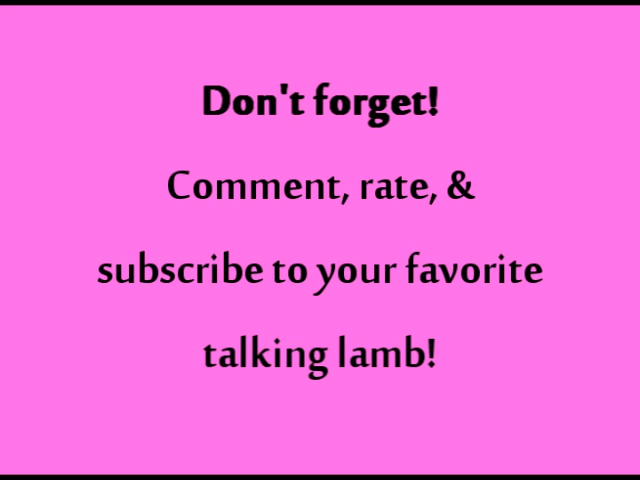 Don't forget!
Comment, rate, &
subscribe to your favorite
talking lamb!